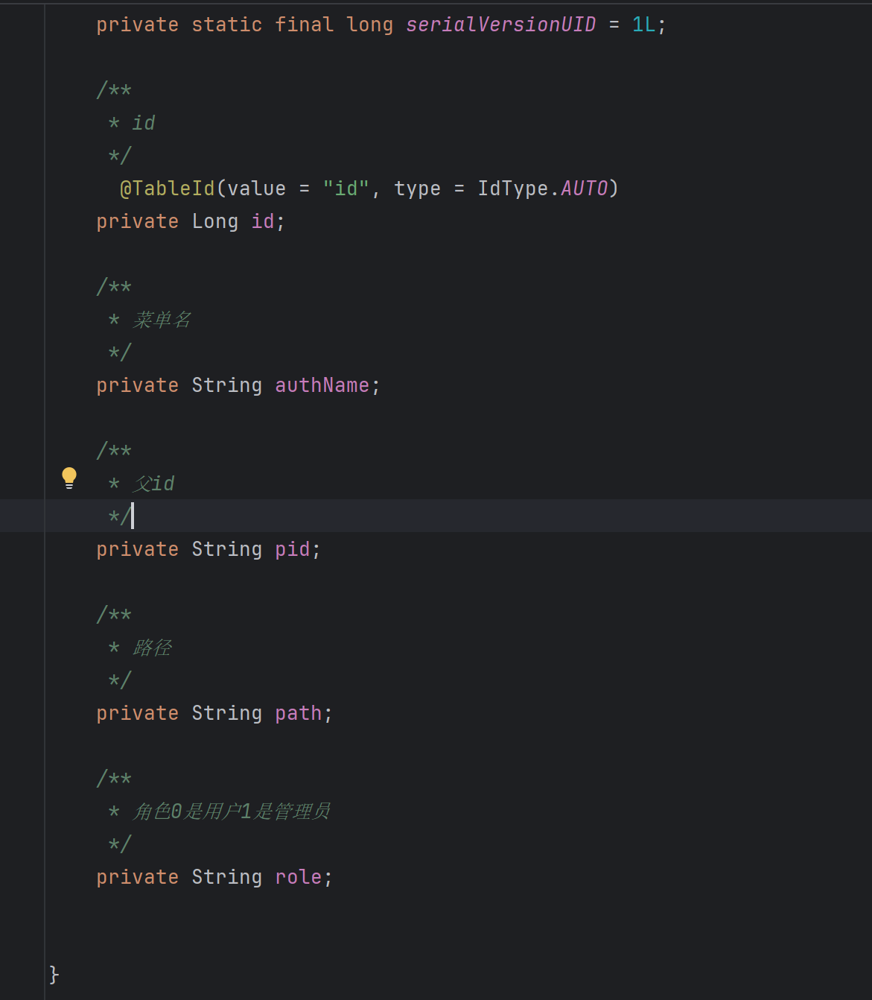 private static final long serialVersionUID = 1L;
/**
* id
*/
@TableId(value = "id", type = IdType.AUTO)
private Long id;
/**
* 菜单名
*/
private String authName;
/**
* 父id
*/
private String pid;
/**
* 路径
*/
private String path;
/**
* 角色0是用户1是管理员
*/
private String role;
}